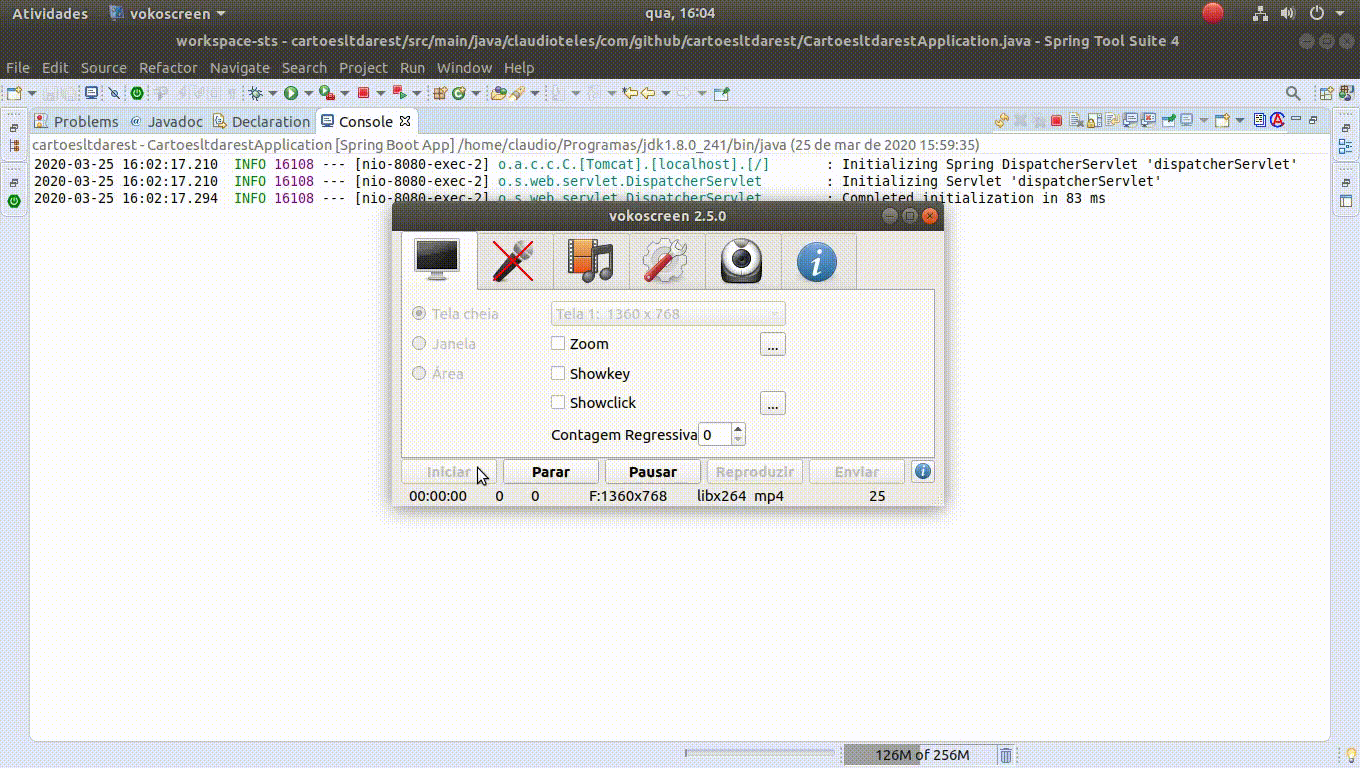 Atividades vokoscreen qua, 16:04
workspace-sts - cartoesltdarest/src/main/java/claudioteles/com/github/cartoesltdarest/CartoesltdarestApplication.java - Spring Tool Suite 4
File Edit Source Refactor Navigate Search Project Run Window Help
Problems @ Javadoc Declaration Console
cartoesltdarest - CartoesltdarestApplication [Spring Boot App] /home/claudio/Programas/jdk1.8.0_241/bin/java (25 de mar de 2020 15:59:35)
2020-03-25 16:02:17.210 INFO 16108 --- [nio-8080-exec-2] o.a.c.c.C.[Tomcat].[localhost].[/] : Initializing Spring DispatcherServlet 'dispatcherServlet'
2020-03-25 16:02:17.210 INFO 16108 --- [nio-8080-exec-2] o.s.web.servlet.DispatcherServlet : Initializing Servlet 'dispatcherServlet'
2020-03-25 16:02:17.294 INFO 16108 --- [nio-8080-exec-2] o.s.web.servlet.DispatcherServlet : Completed initialization in 83 ms
vokoscreen 2.5.0
Tela cheia Tela 1: 1360 x 768
Janela Zoom ...
Área Showkey
Showclick ...
Contagem Regressiva 0
Iniciar Parar Pausar Reproduzir Enviar
00:00:00 0 0 F:1360x768 libx264 mp4 25
126M of 256M